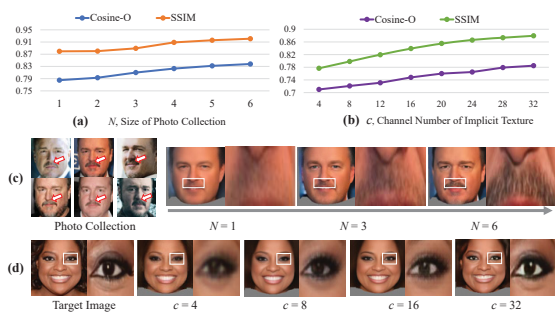 Cosine-O SSIM
0.95
0.91
0.87
0.83
0.79
0.75
1 2 3 4 5 6
(a) N, Size of Photo Collection
Cosine-O SSIM
0.9
0.86
0.82
0.78
0.74
0.7
4 8 12 16 20 24 28 32
(b) c, Channel Number of Implicit Texture
(c)
Photo Collection N = 1 N = 3 N = 6
(d)
Target Image c = 4 c = 8 c = 16 c = 32